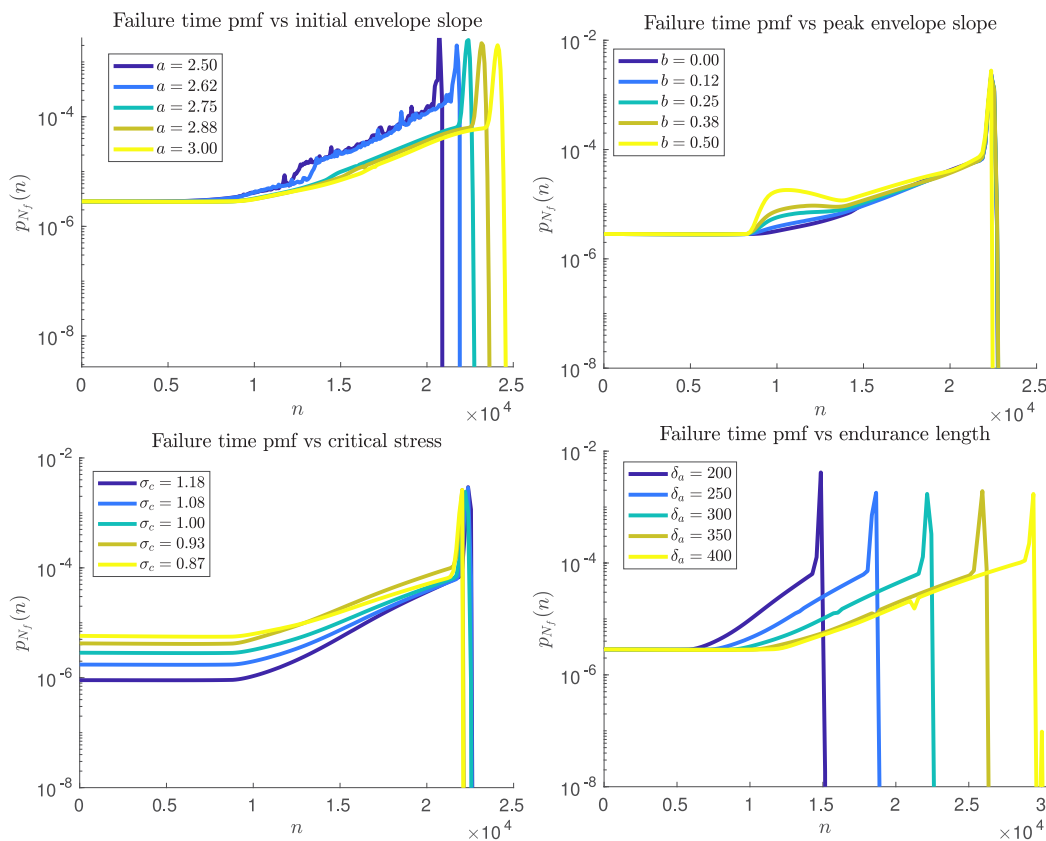 Failure time pmf vs initial envelope slope
a = 2.50
a = 2.62
a = 2.75
a = 2.88
a = 3.00
10^-4
10^-6
10^-8
p_{N_f}(n)
0 0.5 1 1.5 2 2.5
n
×10^4
Failure time pmf vs peak envelope slope
b = 0.00
b = 0.12
b = 0.25
b = 0.38
b = 0.50
10^-2
10^-4
10^-6
10^-8
p_{N_f}(n)
0 0.5 1 1.5 2 2.5
n
×10^4
Failure time pmf vs critical stress
σ_c = 1.18
σ_c = 1.08
σ_c = 1.00
σ_c = 0.93
σ_c = 0.87
10^-2
10^-4
10^-6
10^-8
p_{N_f}(n)
0 0.5 1 1.5 2 2.5
n
×10^4
Failure time pmf vs endurance length
δ_a = 200
δ_a = 250
δ_a = 300
δ_a = 350
δ_a = 400
10^-2
10^-4
10^-6
10^-8
p_{N_f}(n)
0 0.5 1 1.5 2 2.5 3
n
×10^4